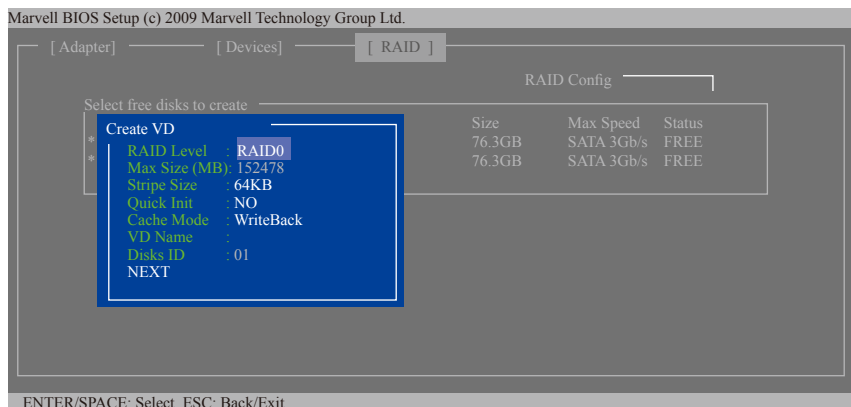 Marvell BIOS Setup (c) 2009 Marvell Technology Group Ltd.
[ Adapter] [ Devices] [ RAID ]
RAID Config
Select free disks to create
Size Max Speed Status
* 76.3GB SATA 3Gb/s FREE
* 76.3GB SATA 3Gb/s FREE
Create VD
RAID Level : RAID0
Max Size (MB): 152478
Stripe Size : 64KB
Quick Init : NO
Cache Mode : WriteBack
VD Name :
Disks ID : 01
NEXT
ENTER/SPACE: Select ESC: Back/Exit